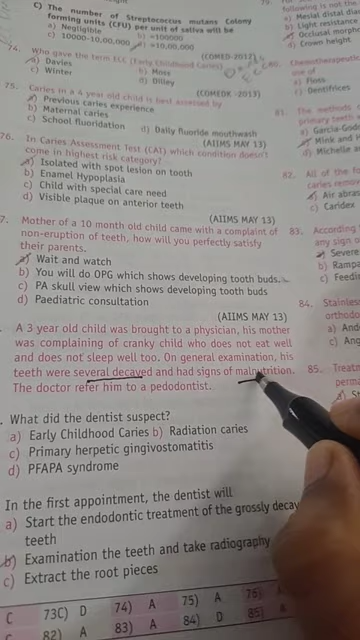 C) The number of Streptococcus mutans Colony
forming units (CFU) per unit of saliva will be
a) Negligible b) =100000
c) 10000-10,00,000 d) =10,00,000
74. Who gave the term ECC (Early Childhood Caries)
(COMED-2013)
a) Davies b) Moss
c) Winter d) Dilley
75. Caries in a 4 year old child is best assessed by
(COMEDK -2013)
a) Previous caries experience
b) Maternal caries
c) School fluoridation d) Daily fluoride mouthwash
(AIIMS MAY 13)
76. In Caries Assessment Test (CAT) which condition doesn't
come in highest risk category?
a) Isolated with spot lesion on tooth
b) Enamel Hypoplasia
c) Child with special care need
d) Visible plaque on anterior teeth
(AIIMS MAY 13)
7. Mother of a 10 month old child came with a complaint of
non-eruption of teeth, how will you perfectly satisfy
their parents.
a) Wait and watch
b) You will do OPG which shows developing tooth buds.
c) PA skull view which shows developing tooth buds
d) Paediatric consultation
(AIIMS MAY 13)
. A 3 year old child was brought to a physician, his mother
was complaining of cranky child who does not eat well
and does not sleep well too. On general examination, his
teeth were severally decayed and had signs of malnutrition.
The doctor refer him to a pedodontist.
. What did the dentist suspect?
a) Early Childhood Caries b) Radiation caries
c) Primary herpetic gingivostomatitis
d) PFAPA syndrome
In the first appointment, the dentist will
a) Start the endodontic treatment of the grossly decay
teeth
b) Examination the teeth and take radiography
c) Extract the root pieces
C 73C) D 74) A 75) A 76)
82) A 83) A 84) D 85)
79.
following is not the
a) Mesial distal dia
b) Light resistance
c) Occlusal morpho
d) Crown height
Chemotherapeutic
one of
a) Floss
c) Dentifrices
81. The methods
primary teeth
a) Garcia-Godo
b) Mink and
d) Michelle a
82. All of the fo
caries remov
a) Air abras
c) Caridex
83. According
any sign o
a) Severe
b) Rampa
c) Feedin
84. Stainless
orthodo
a) And
c) Ang
85. Treatm
perma